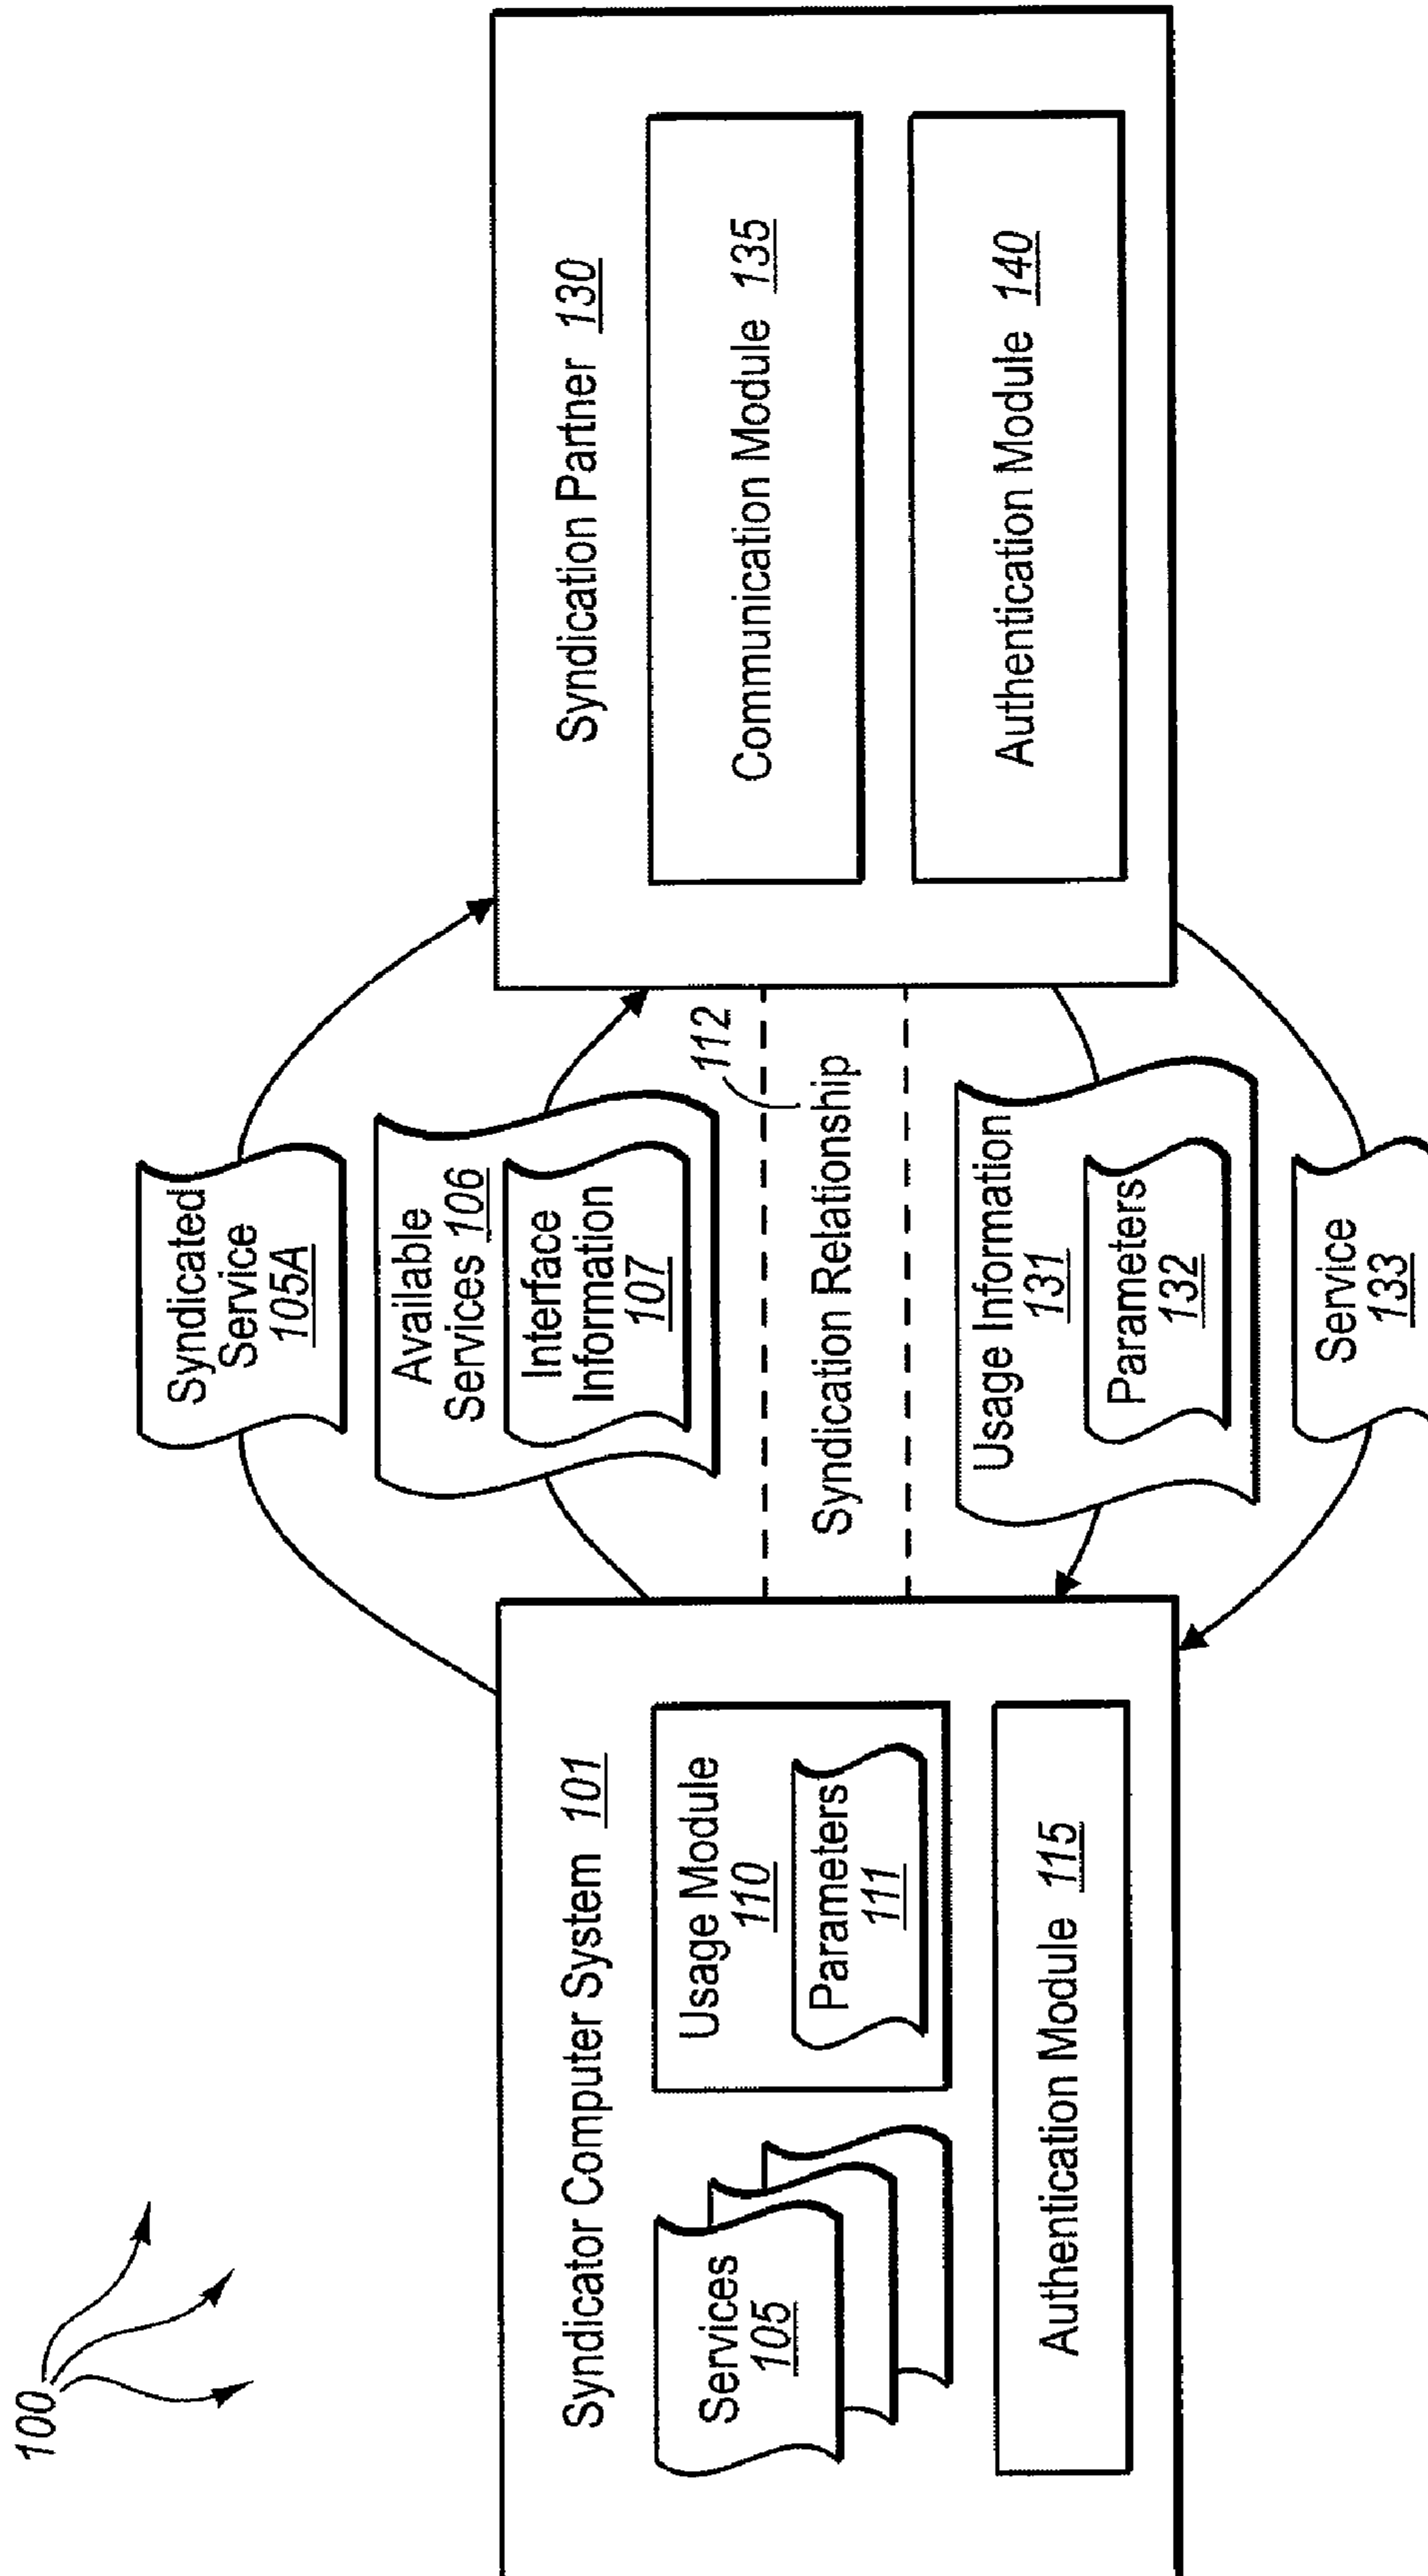 100
Syndicator Computer System 101
Services
105
Usage Module
110
Parameters
111
Authentication Module 115
Syndicated
Service
105A
Available
Services 106
Interface
Information
107
112
Syndication Relationship
Usage Information
131
Parameters
132
Service
133
Syndication Partner 130
Communication Module 135
Authentication Module 140